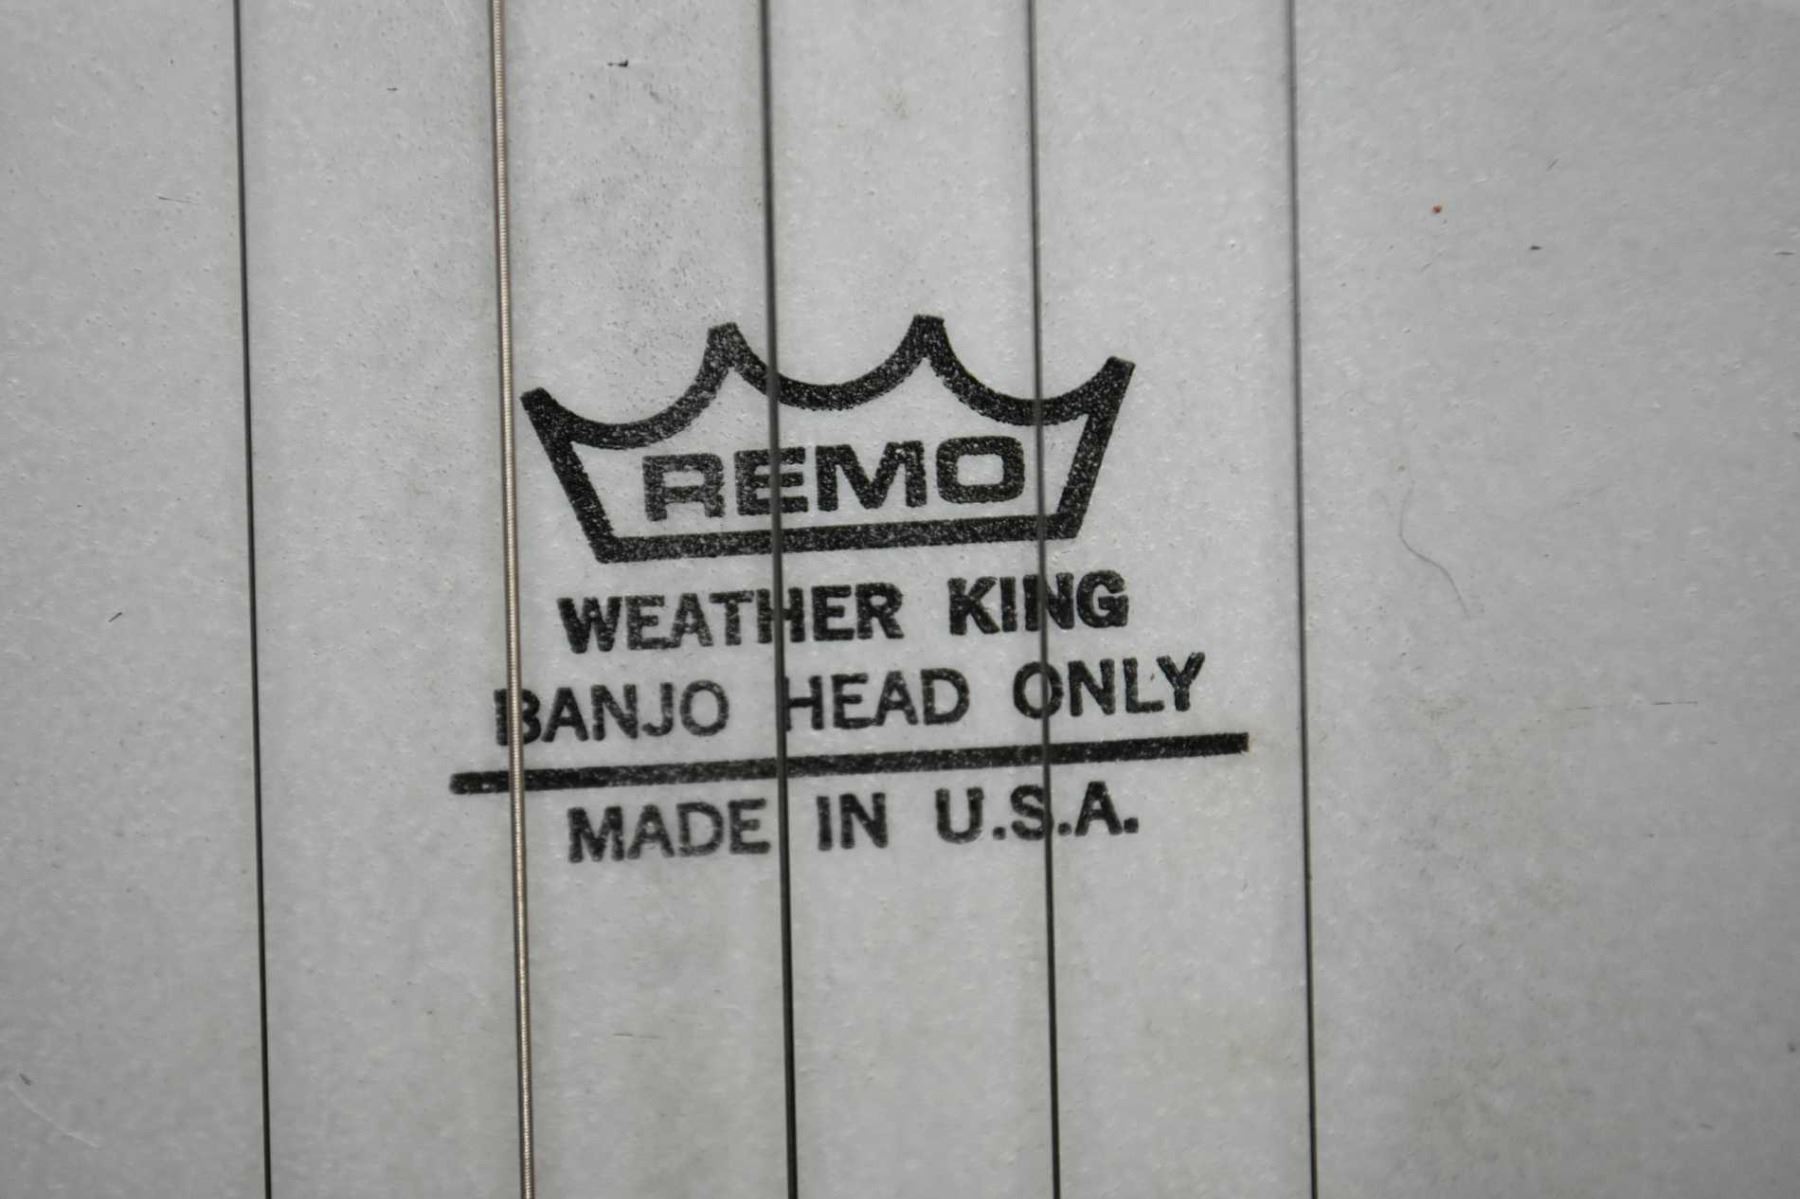 REMO
WEATHER KING
BANJO HEAD ONLY
MADE IN U.S.A.